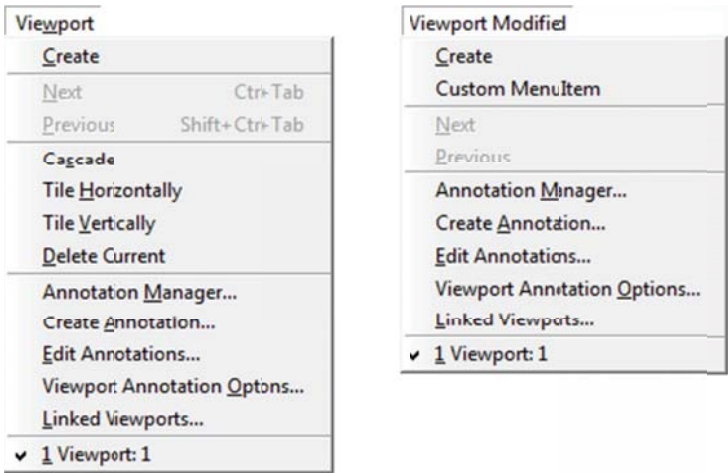 Viewport
Create
Next Ctrl+Tab
Previous Shift+Ctrl+Tab
Cascade
Tile Horizontally
Tile Vertically
Delete Current
Annotation Manager...
Create Annotation...
Edit Annotations...
Viewport Annotation Options...
Linked Viewports...
1 Viewport: 1
Viewport Modified
Create
Custom MenuItem
Next
Previous
Annotation Manager...
Create Annotation...
Edit Annotations...
Viewport Annotation Options...
Linked Viewports...
1 Viewport: 1